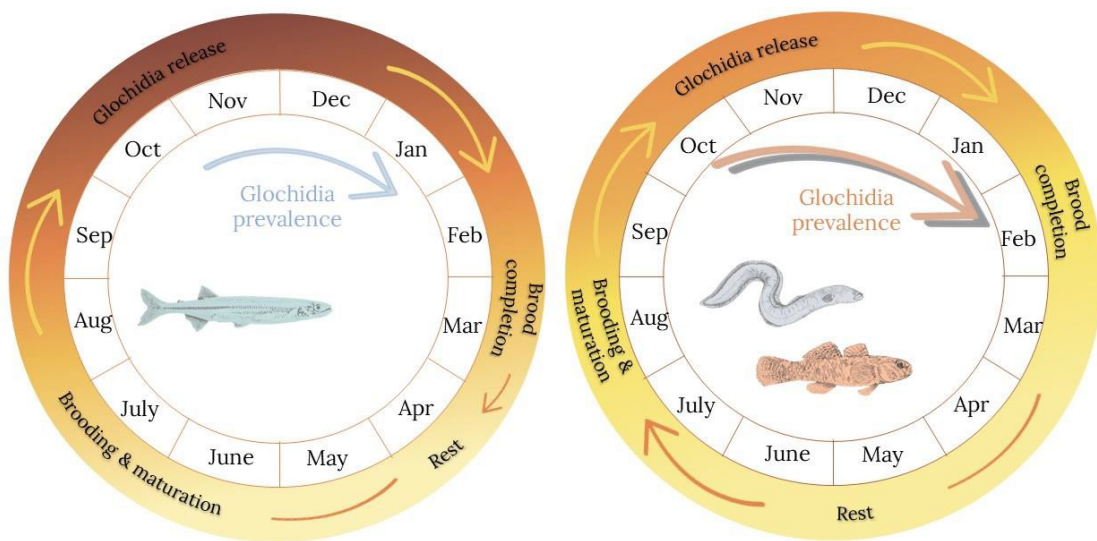 Glochidia release
Nov
Dec
Oct
Jan
Glochidia
prevalence
Sep
Feb
Brood
completion
Aug
Mar
July
Apr
June
May
Rest
Brooding & maturation
Glochidia release
Nov
Dec
Oct
Jan
Glochidia
prevalence
Brood
completion
Sep
Feb
Brooding &
maturation
Aug
Mar
July
Apr
June
May
Rest